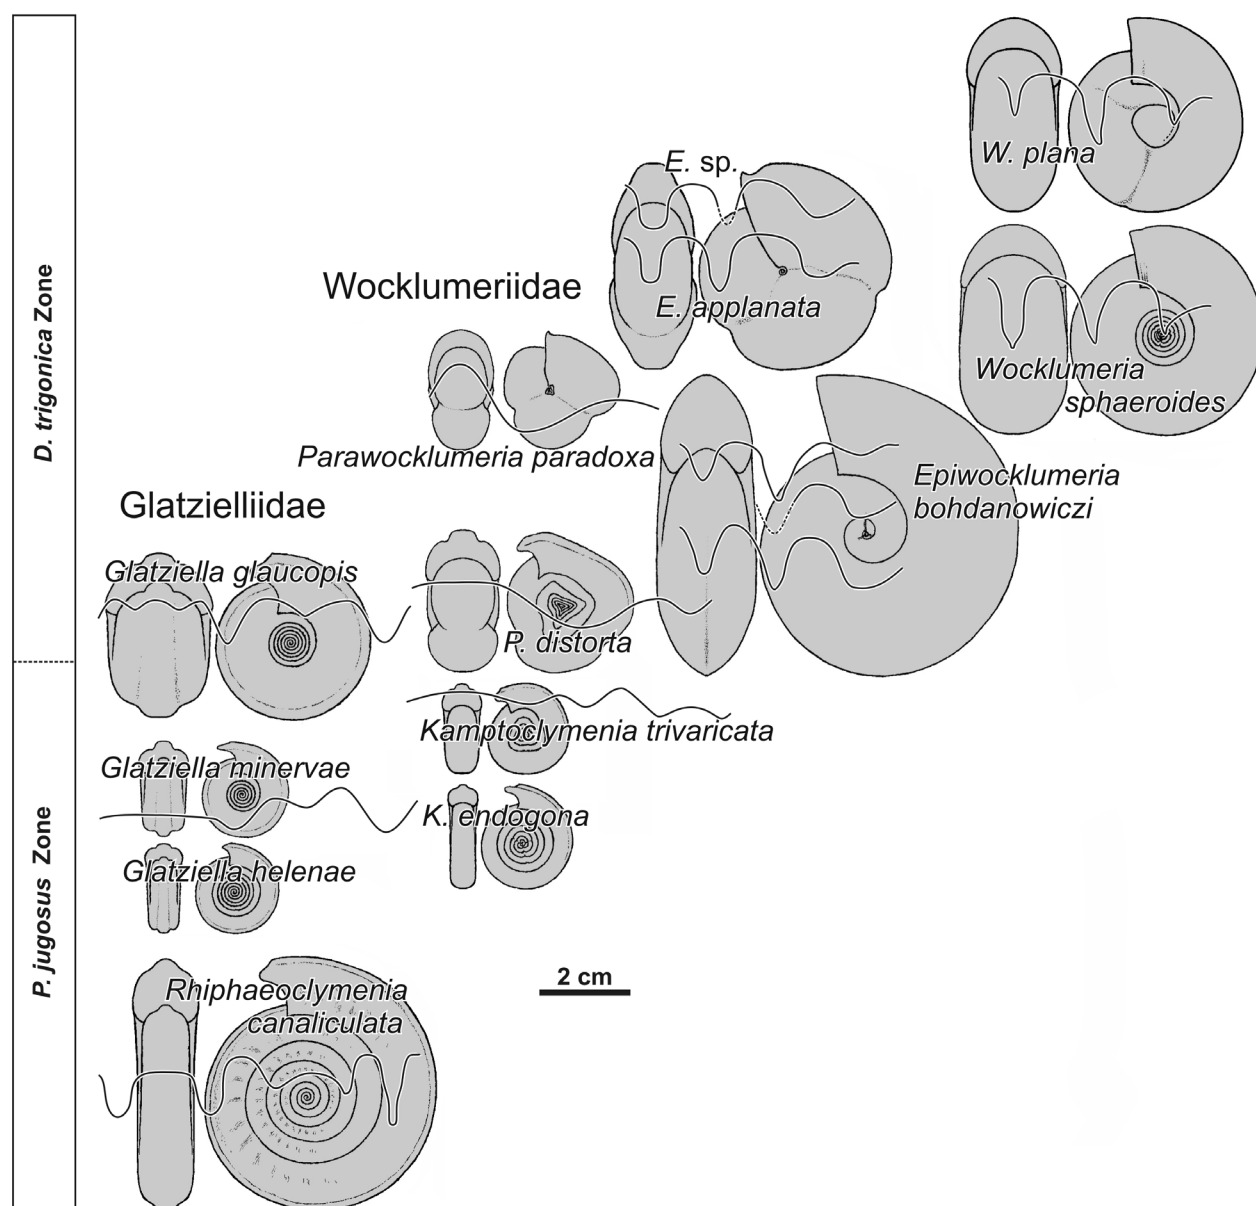 D. trigonica Zone
P. jugosus Zone
W. plana
E. sp.
Wocklumeriidae
E. applanata
Wocklumeria
sphaeroides
Parawocklumeria paradoxa
Epiwocklumeria
bohdanowiczi
Glatzielliidae
Glatziella glaucopis
P. distorta
Kamptoclymenia trivaricata
Glatziella minervae
K. endogona
Glatziella helenae
2 cm
Rhiphaeoclymenia
canaliculata